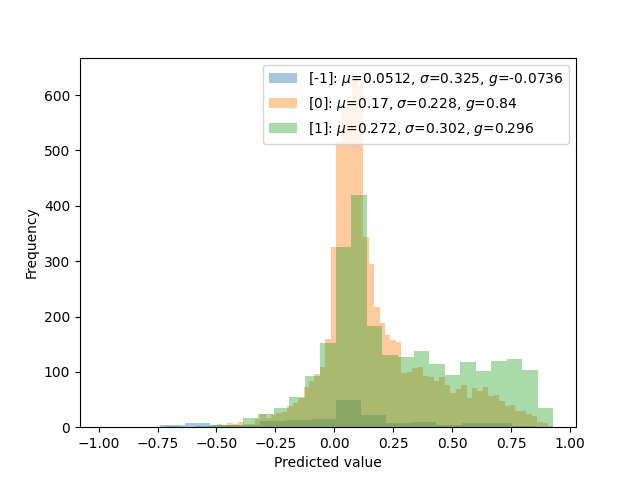 [-1]: μ=0.0512, σ=0.325, g=-0.0736
[0]: μ=0.17, σ=0.228, g=0.84
[1]: μ=0.272, σ=0.302, g=0.296
600
500
400
300
200
100
0
Frequency
−1.00 −0.75 −0.50 −0.25 0.00 0.25 0.50 0.75 1.00
Predicted value